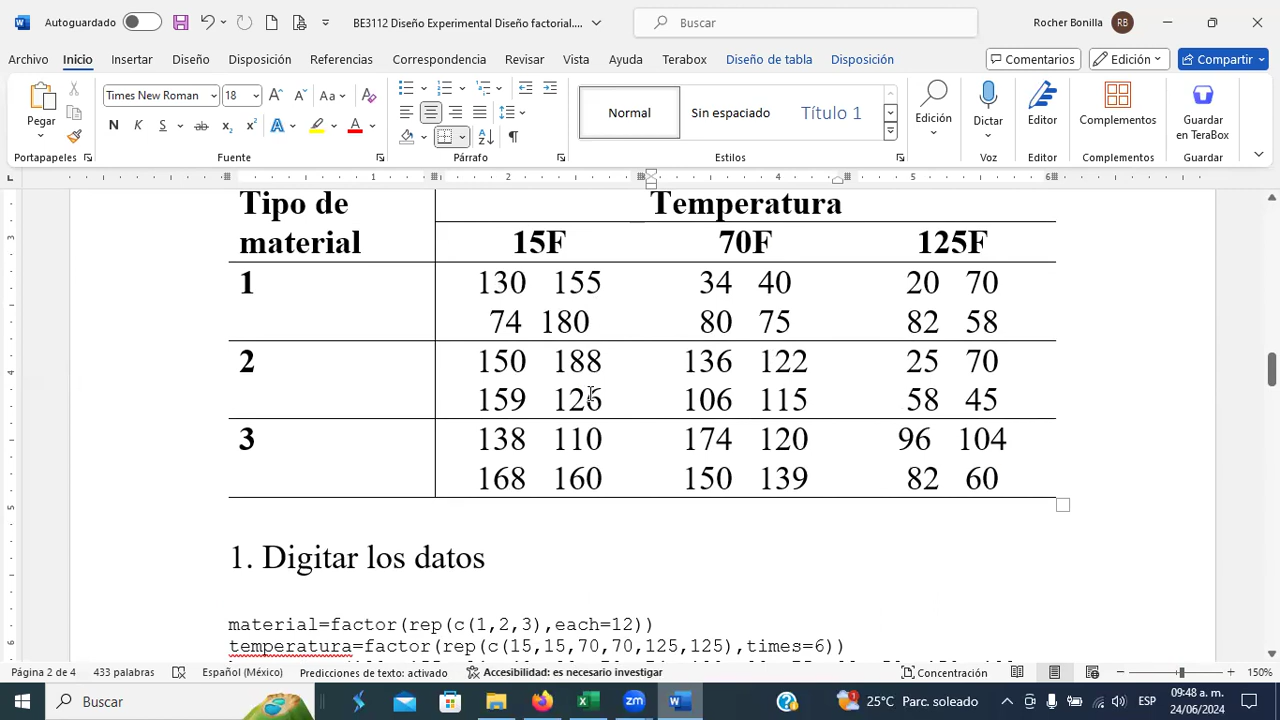 Autoguardado
BE3112 Diseño Experimental Diseño factorial....
Buscar
Rocher Bonilla
RB
Archivo Inicio Insertar Diseño Disposición Referencias Correspondencia Revisar Vista Ayuda Terabox Diseño de tabla Disposición
Comentarios Edición Compartir
Pegar
Times New Roman 18
Normal Sin espaciado Título 1
Edición Dictar Editor Complementos Guardar en TeraBox
Portapapeles Fuente Párrafo Estilos Voz Editor Complementos Guardar
Tipo de material Temperatura
15F 70F 125F
1 130 155 34 40 20 70
74 180 80 75 82 58
2 150 188 136 122 25 70
159 126 106 115 58 45
3 138 110 174 120 96 104
168 160 150 139 82 60
1. Digitar los datos
material=factor(rep(c(1,2,3),each=12))
temperatura=factor(rep(c(15,15,70,70,125,125),times=6))
Página 2 de 4 433 palabras Español (México) Predicciones de texto: activado Accesibilidad: es necesario investigar Concentración 150%
Buscar
25°C Parc. soleado
ESP
09:48 a. m.
24/06/2024